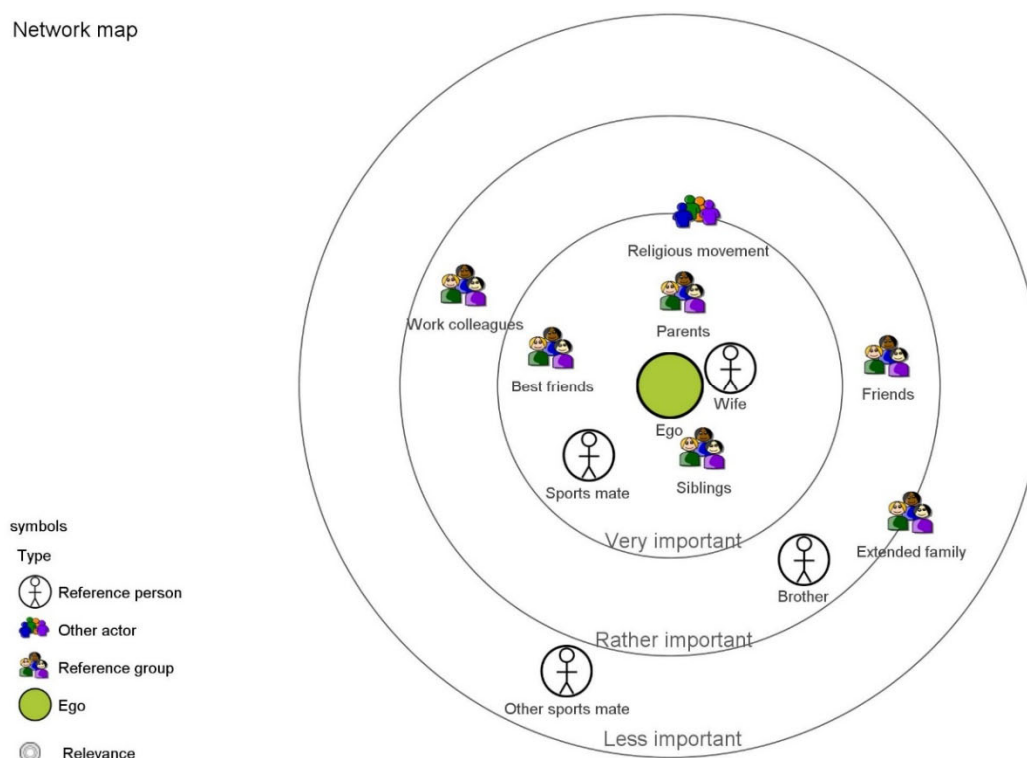 Network map
Religious movement
Parents
Work colleagues
Best friends
Wife
Friends
Ego
Sports mate
Siblings
Very important
Extended family
Brother
Rather important
Other sports mate
Less important
symbols
Type
Reference person
Other actor
Reference group
Ego
Relevance